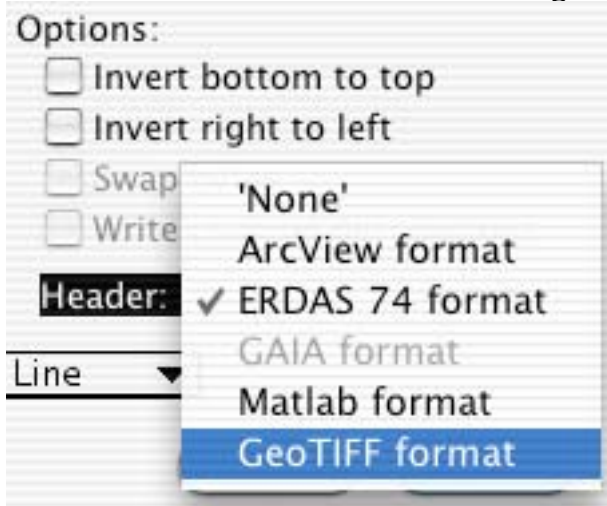 Options:
Invert bottom to top
Invert right to left
Swap
Write
'None'
ArcView format
Header: ✓ ERDAS 74 format
GAIA format
Line
Matlab format
GeoTIFF format